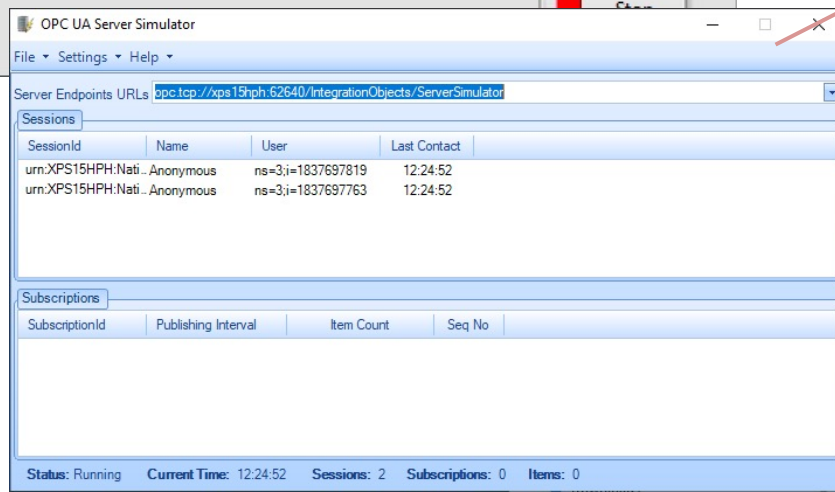 Stop
OPC UA Server Simulator
File Settings Help
Server Endpoints URLs opc.tcp://xps15hph:62640/IntegrationObjects/ServerSimulator
Sessions
SessionId Name User Last Contact
urn:XPS15HPH:Nati... Anonymous ns=3;i=1837697819 12:24:52
urn:XPS15HPH:Nati... Anonymous ns=3;i=1837697763 12:24:52
Subscriptions
SubscriptionId Publishing Interval Item Count Seq No
Status: Running Current Time: 12:24:52 Sessions: 2 Subscriptions: 0 Items: 0